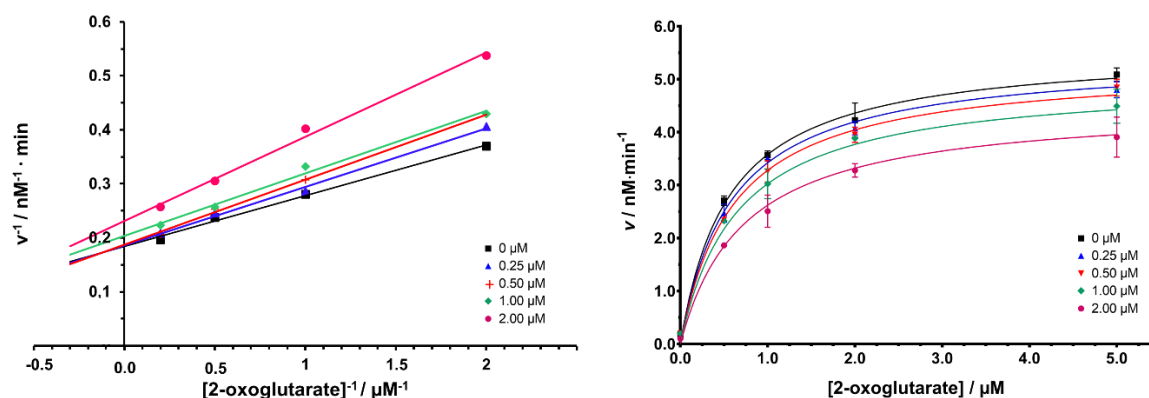 0.6
0.5
0.4
0.3
0.2
0.1
v⁻¹ / nM⁻¹ · min
-0.5
0.0
0.5
1.0
1.5
2
[2-oxoglutarate]⁻¹ / µM⁻¹
0 µM
0.25 µM
0.50 µM
1.00 µM
2.00 µM
6.0
5.0
4.0
3.0
2.0
1.0
0.0
v / nM·min⁻¹
0.0
1.0
2.0
3.0
4.0
5.0
[2-oxoglutarate] / µM
0 µM
0.25 µM
0.50 µM
1.00 µM
2.00 µM